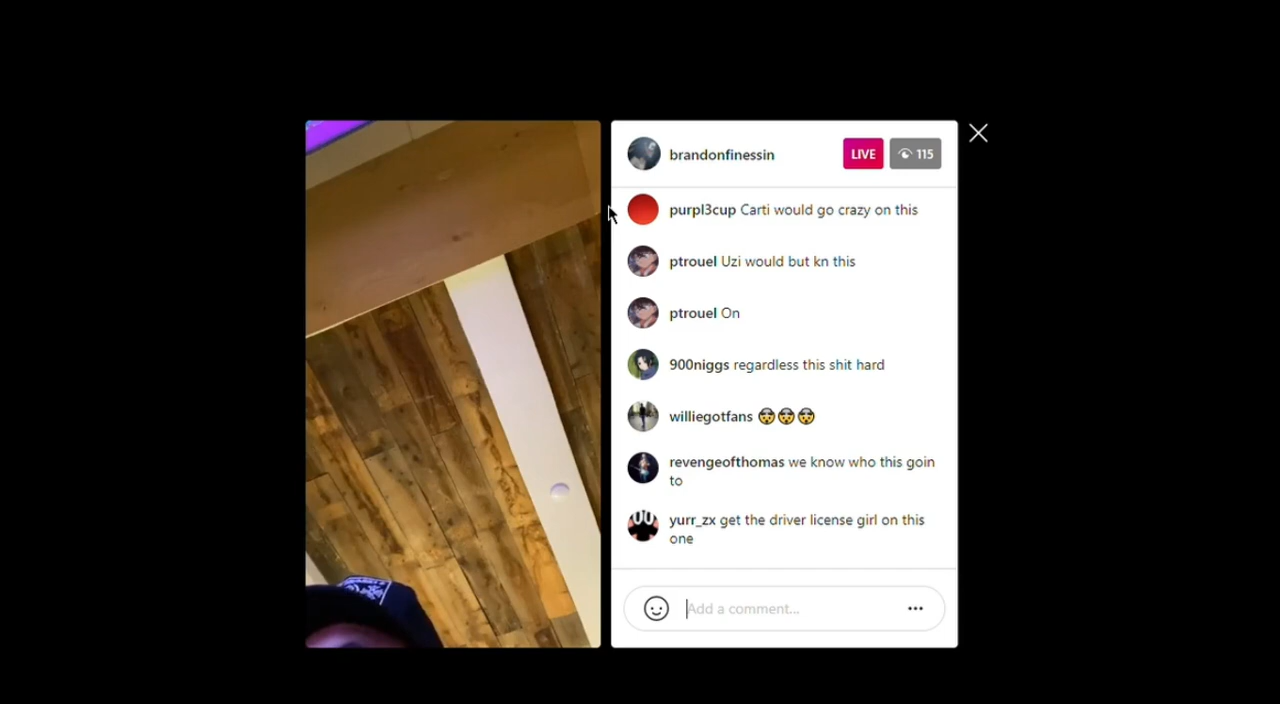 brandonfinessin
LIVE
115
purpl3cup Carti would go crazy on this
ptrouel Uzi would but kn this
ptrouel On
900niggs regardless this shit hard
williegotfans 🤯🤯🤯
revengeofthomas we know who this goin
to
yurr_zx get the driver license girl on this
one
Add a comment...